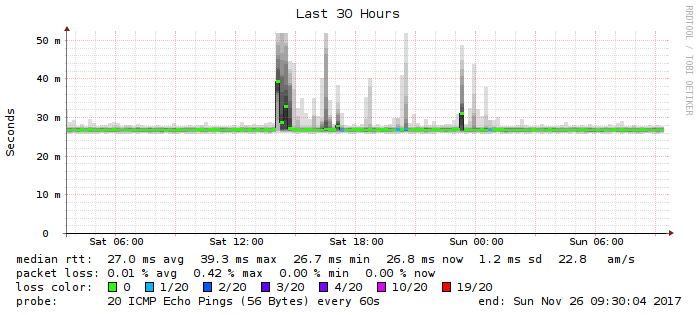 Last 30 Hours
RRDTOOL / TOBI OETIKER
Seconds
50 m
40 m
30 m
20 m
10 m
0
Sat 06:00 Sat 12:00 Sat 18:00 Sun 00:00 Sun 06:00
median rtt: 27.0 ms avg 39.3 ms max 26.7 ms min 26.8 ms now 1.2 ms sd 22.8 am/s
packet loss: 0.01 % avg 0.42 % max 0.00 % min 0.00 % now
loss color: 0 1/20 2/20 3/20 4/20 10/20 19/20
probe: 20 ICMP Echo Pings (56 Bytes) every 60s end: Sun Nov 26 09:30:04 2017